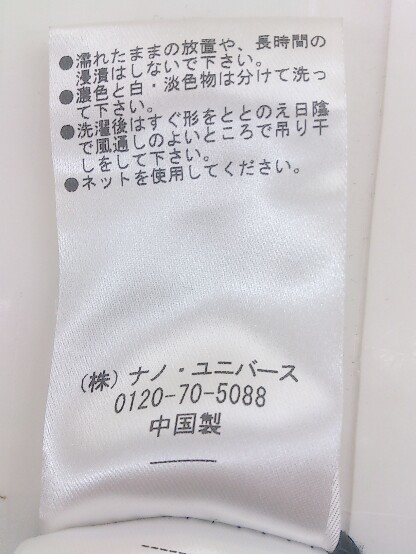 ●濡れたままの放置や、長時間の
浸漬はしないで下さい。
●濃色と白・淡色物は分けて洗っ
て下さい。
●洗濯後はすぐ形をととのえ日陰
で風通しのよいところで吊り干
しをして下さい。
●ネットを使用してください。
(株)ナノ・ユニバース
0120-70-5088
中国製